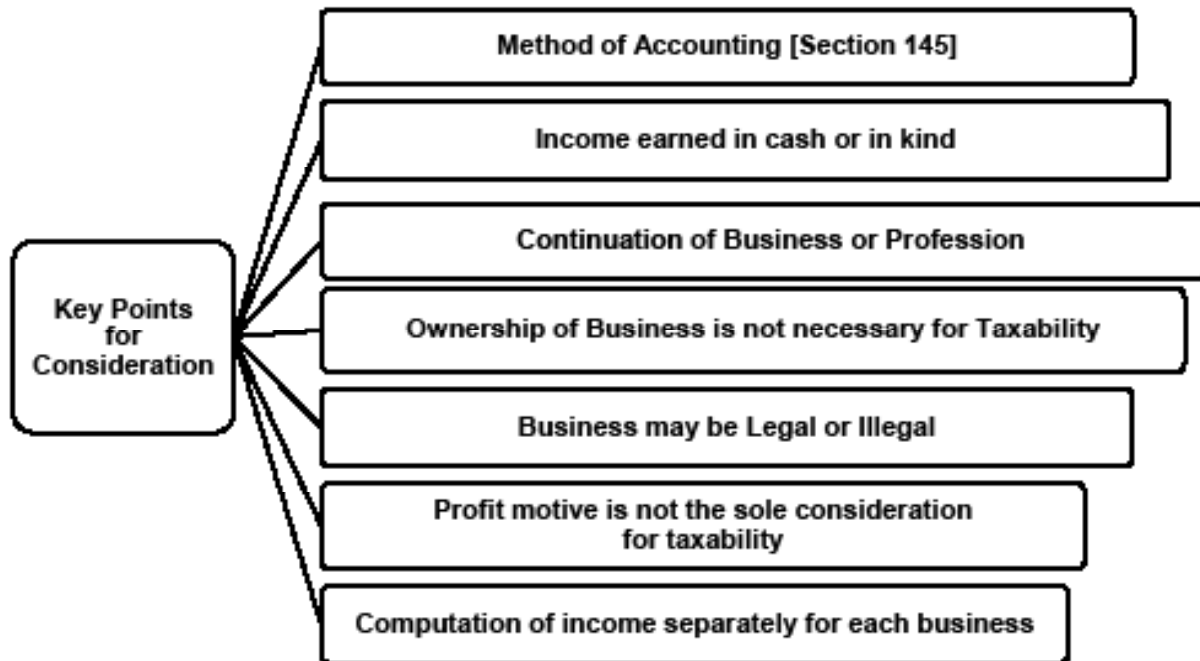 Method of Accounting [Section 145]
Income earned in cash or in kind
Continuation of Business or Profession
Key Points
for
Consideration
Ownership of Business is not necessary for Taxability
Business may be Legal or Illegal
Profit motive is not the sole consideration
for taxability
Computation of income separately for each business